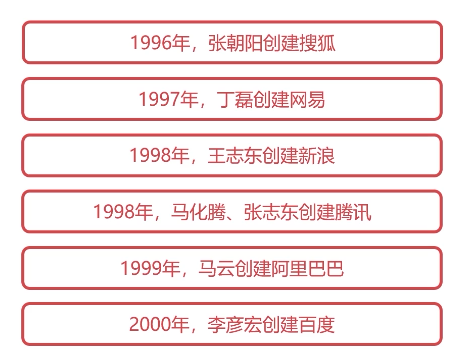 1996年，张朝阳创建搜狐
1997年，丁磊创建网易
1998年，王志东创建新浪
1998年，马化腾、张志东创建腾讯
1999年，马云创建阿里巴巴
2000年，李彦宏创建百度